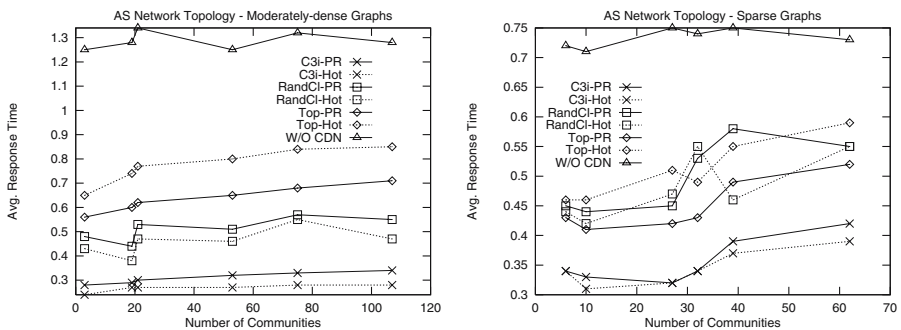 AS Network Topology - Moderately-dense Graphs
1.3
1.2
1.1
1
0.9
0.8
0.7
0.6
0.5
0.4
0.3
Avg. Response Time
C3i-PR
C3i-Hot
RandCl-PR
RandCl-Hot
Top-PR
Top-Hot
W/O CDN
0 20 40 60 80 100 120
Number of Communities
AS Network Topology - Sparse Graphs
0.75
0.7
0.65
0.6
0.55
0.5
0.45
0.4
0.35
0.3
Avg. Response Time
C3i-PR
C3i-Hot
RandCl-PR
RandCl-Hot
Top-PR
Top-Hot
W/O CDN
0 10 20 30 40 50 60 70
Number of Communities